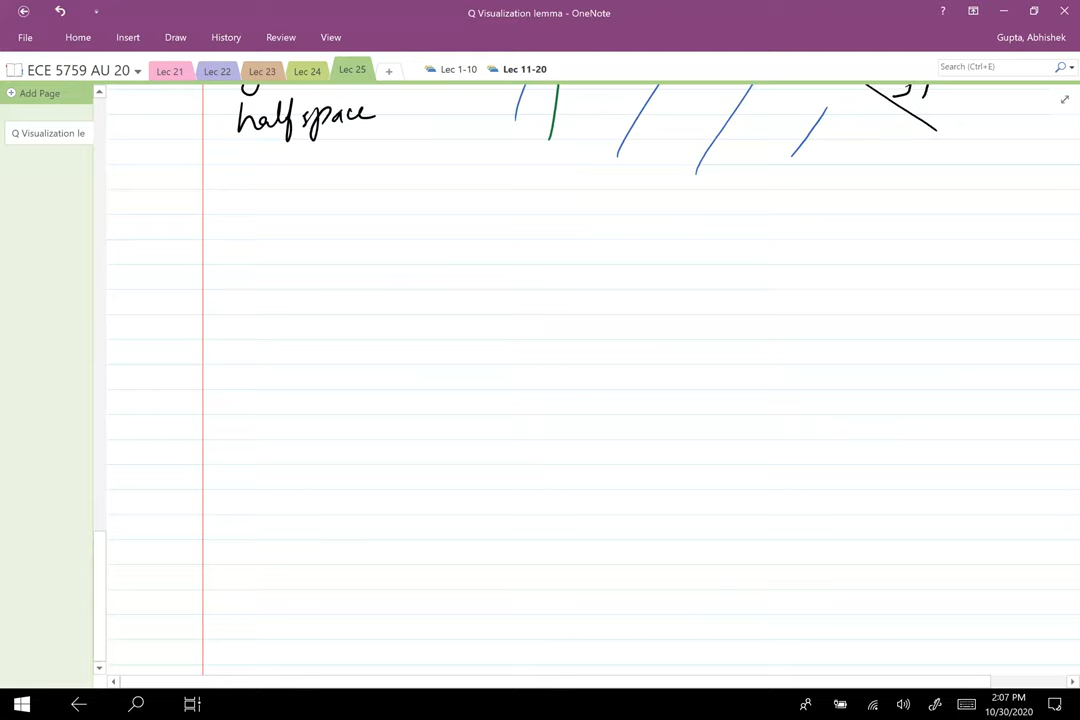 Q Visualization lemma - OneNote
?
File
Home
Insert
Draw
History
Review
View
Gupta, Abhishek
ECE 5759 AU 20
Lec 21
Lec 22
Lec 23
Lec 24
Lec 25
+
Lec 1-10
Lec 11-20
Search (Ctrl+E)
Add Page
Q Visualization le
half space
2:07 PM
10/30/2020